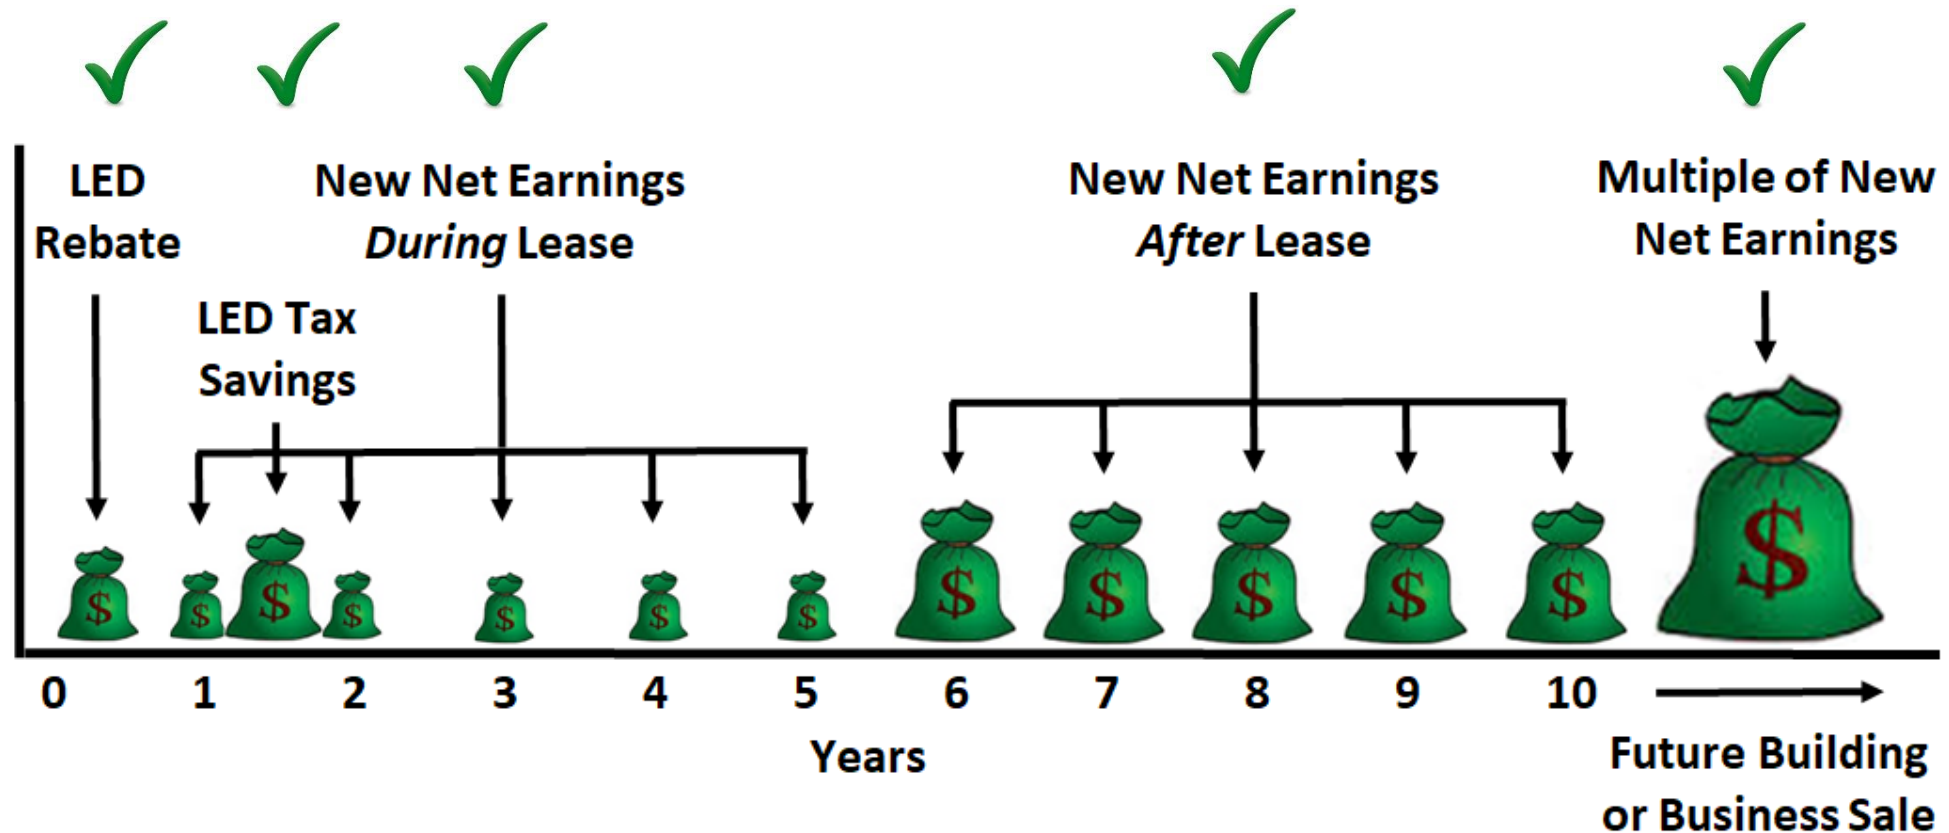 LED
Rebate
LED Tax
Savings
New Net Earnings
During Lease
New Net Earnings
After Lease
Multiple of New
Net Earnings
$ $ $ $ $ $ $ $ $ $ $ $ $
0 1 2 3 4 5 6 7 8 9 10
Years
Future Building
or Business Sale